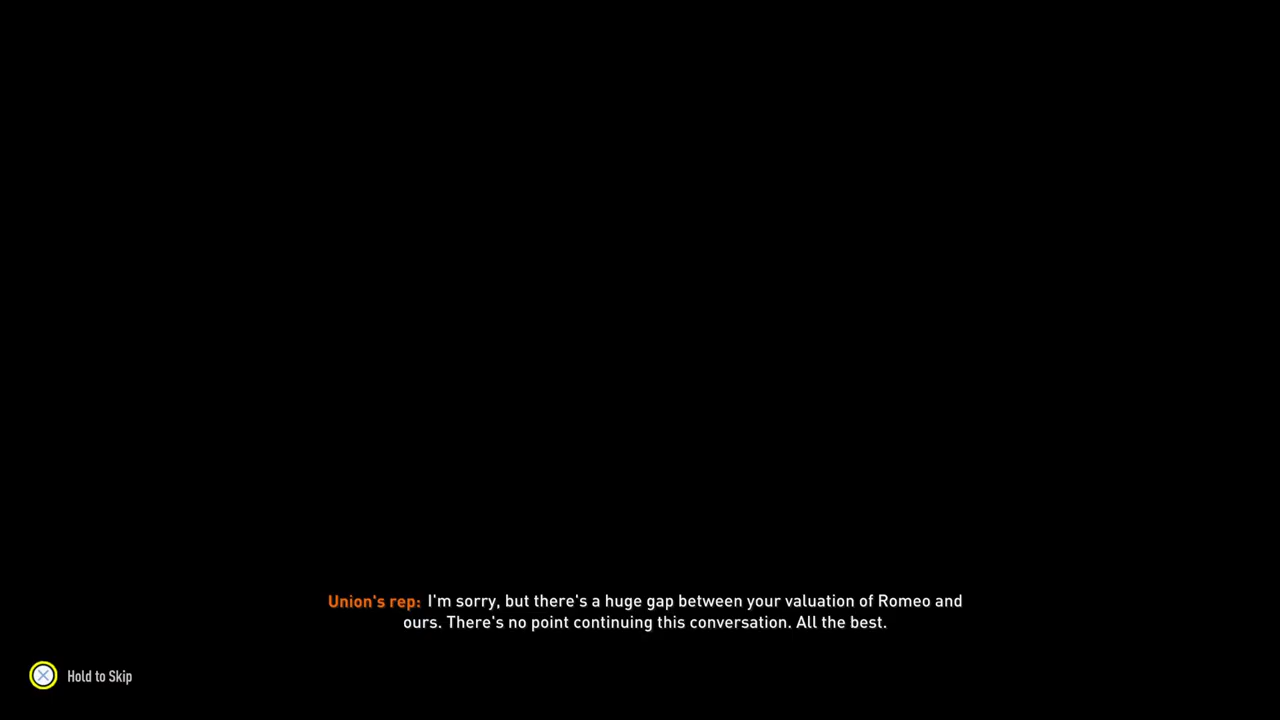 Union's rep: I'm sorry, but there's a huge gap between your valuation of Romeo and
ours. There's no point continuing this conversation. All the best.
Hold to Skip